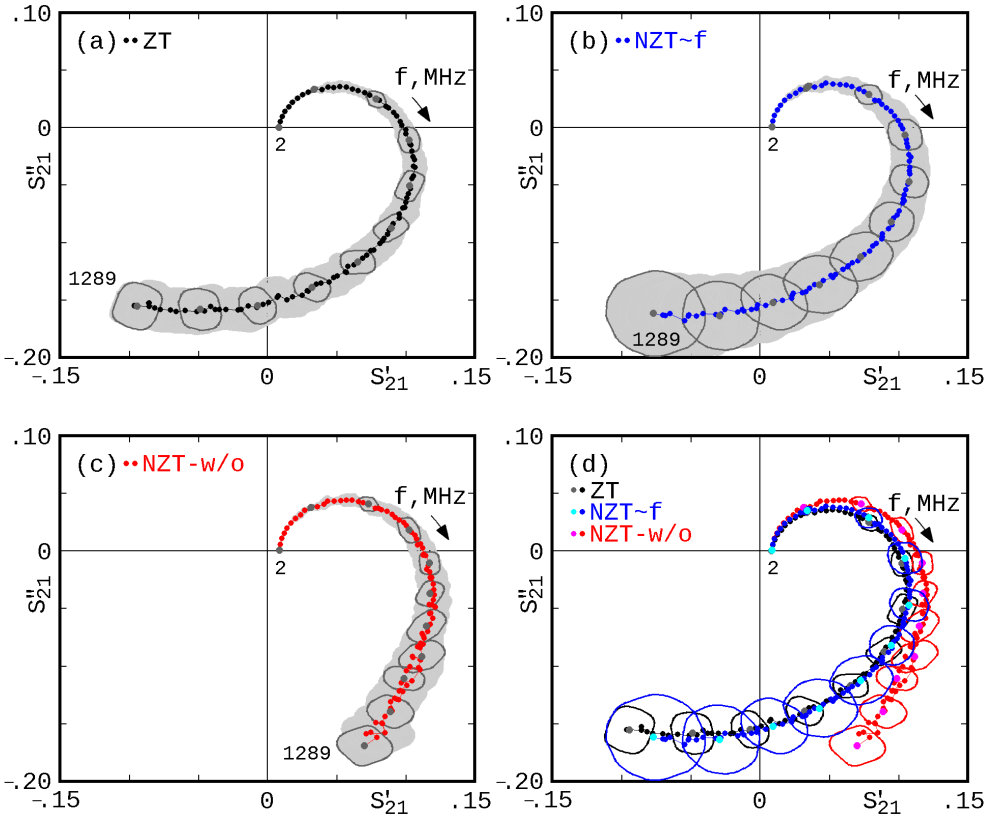 .10
(a) •• ZT
f,MHz
0
2
S"21
1289
-.20
-.15
0
S'21
.15
.10
(b) •• NZT~f
f,MHz
0
2
S"21
1289
-.20
-.15
0
S'21
.15
.10
(c) •• NZT-w/o
f,MHz
0
2
S"21
1289
-.20
-.15
0
S'21
.15
.10
(d)
•• ZT
•• NZT~f
•• NZT-w/o
f,MHz
0
2
S"21
-.20
-.15
0
S'21
.15